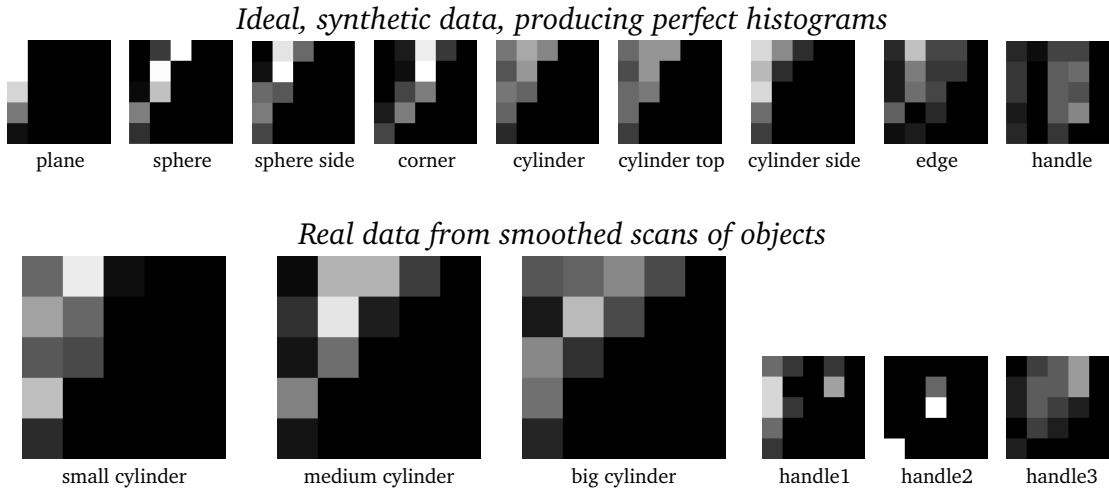 Ideal, synthetic data, producing perfect histograms
plane sphere sphere side corner cylinder cylinder top cylinder side edge handle
Real data from smoothed scans of objects
small cylinder medium cylinder big cylinder handle1 handle2 handle3